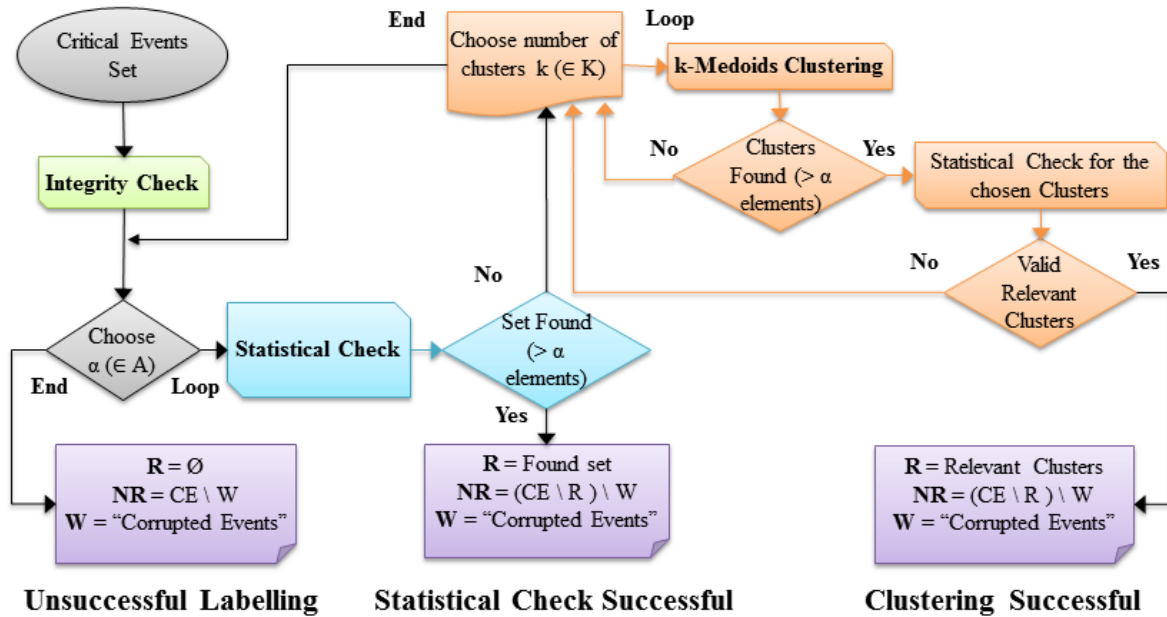 Critical Events
Set
Integrity Check
Choose
α (∈ A)
End
Loop
Statistical Check
Set Found
(> α
elements)
No
Yes
End
Choose number of
clusters k (∈ K)
Loop
k-Medoids Clustering
Clusters
Found (> α
elements)
No
Yes
Statistical Check for the
chosen Clusters
Valid
Relevant
Clusters
No
Yes
R = Ø
NR = CE \ W
W = “Corrupted Events”
R = Found set
NR = (CE \ R ) \ W
W = “Corrupted Events”
R = Relevant Clusters
NR = (CE \ R ) \ W
W = “Corrupted Events”
Unsuccessful Labelling
Statistical Check Successful
Clustering Successful